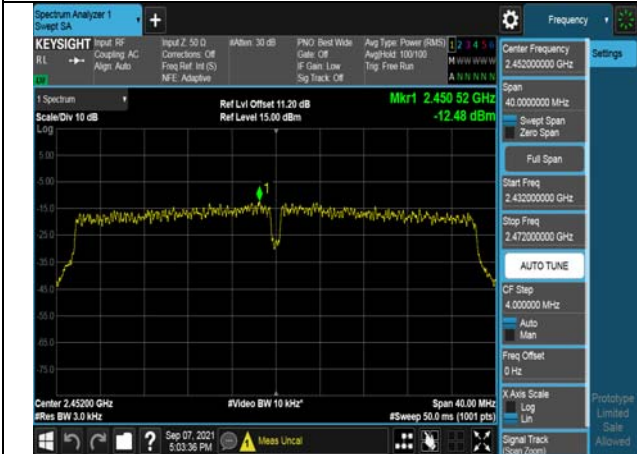 Spectrum Analyzer 1
Swept SA
+
Frequency
KEYSIGHT
RL
Input: RF
Coupling: AC
Align: Auto
Input Z: 50 Ω
Corrections: Off
Freq Ref: Int (S)
NFE: Adaptive
#Atten: 30 dB
PNO: Best Wide
Gate: Off
IF Gain: Low
Sig Track: Off
Avg Type: Power (RMS)
Avg|Hold: 100/100
Trig: Free Run
1 2 3 4 5 6
M W W W W W
A N N N N N
1 Spectrum
Scale/Div 10 dB
Log
Ref Lvl Offset 11.20 dB
Ref Level 15.00 dBm
Mkr1 2.450 52 GHz
-12.48 dBm
5.00
-5.00
-15.0
-25.0
-35.0
-45.0
-55.0
-65.0
-75.0
1
Center 2.45200 GHz
#Res BW 3.0 kHz
#Video BW 10 kHz*
Span 40.00 MHz
#Sweep 50.0 ms (1001 pts)
?
Sep 07, 2021
5:03:36 PM
Meas Uncal
Center Frequency
2.452000000 GHz
Settings
Span
40.0000000 MHz
Swept Span
Zero Span
Full Span
Start Freq
2.432000000 GHz
Stop Freq
2.472000000 GHz
AUTO TUNE
CF Step
4.000000 MHz
Auto
Man
Freq Offset
0 Hz
X Axis Scale
Log
Lin
Signal Track
(Span Zoom)
Prototype
Limited
Sale
Allowed